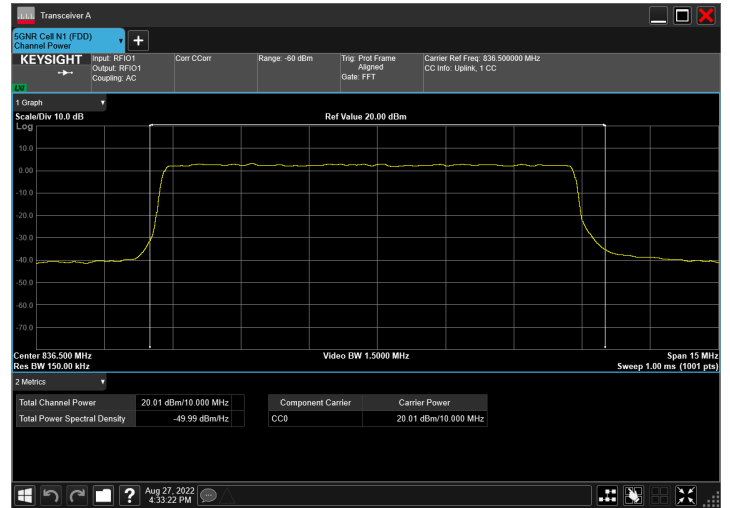 Transceiver A
5GNR Cell N1 (FDD)
Channel Power
KEYSIGHT
LXI
Input: RFIO1
Output: RFIO1
Coupling: AC
Corr CCorr
Range: -60 dBm
Trig: Prot Frame
Aligned
Gate: FFT
Carrier Ref Freq: 836.500000 MHz
CC Info: Uplink, 1 CC
1 Graph
Scale/Div 10.0 dB
Ref Value 20.00 dBm
Log
10.0
0.00
-10.0
-20.0
-30.0
-40.0
-50.0
-60.0
-70.0
Center 836.500 MHz
Video BW 1.5000 MHz
Span 15 MHz
Res BW 150.00 kHz
Sweep 1.00 ms (1001 pts)
2 Metrics
Total Channel Power 20.01 dBm/10.000 MHz
Total Power Spectral Density -49.99 dBm/Hz
Component Carrier Carrier Power
CC0 20.01 dBm/10.000 MHz
Aug 27, 2022
4:33:22 PM